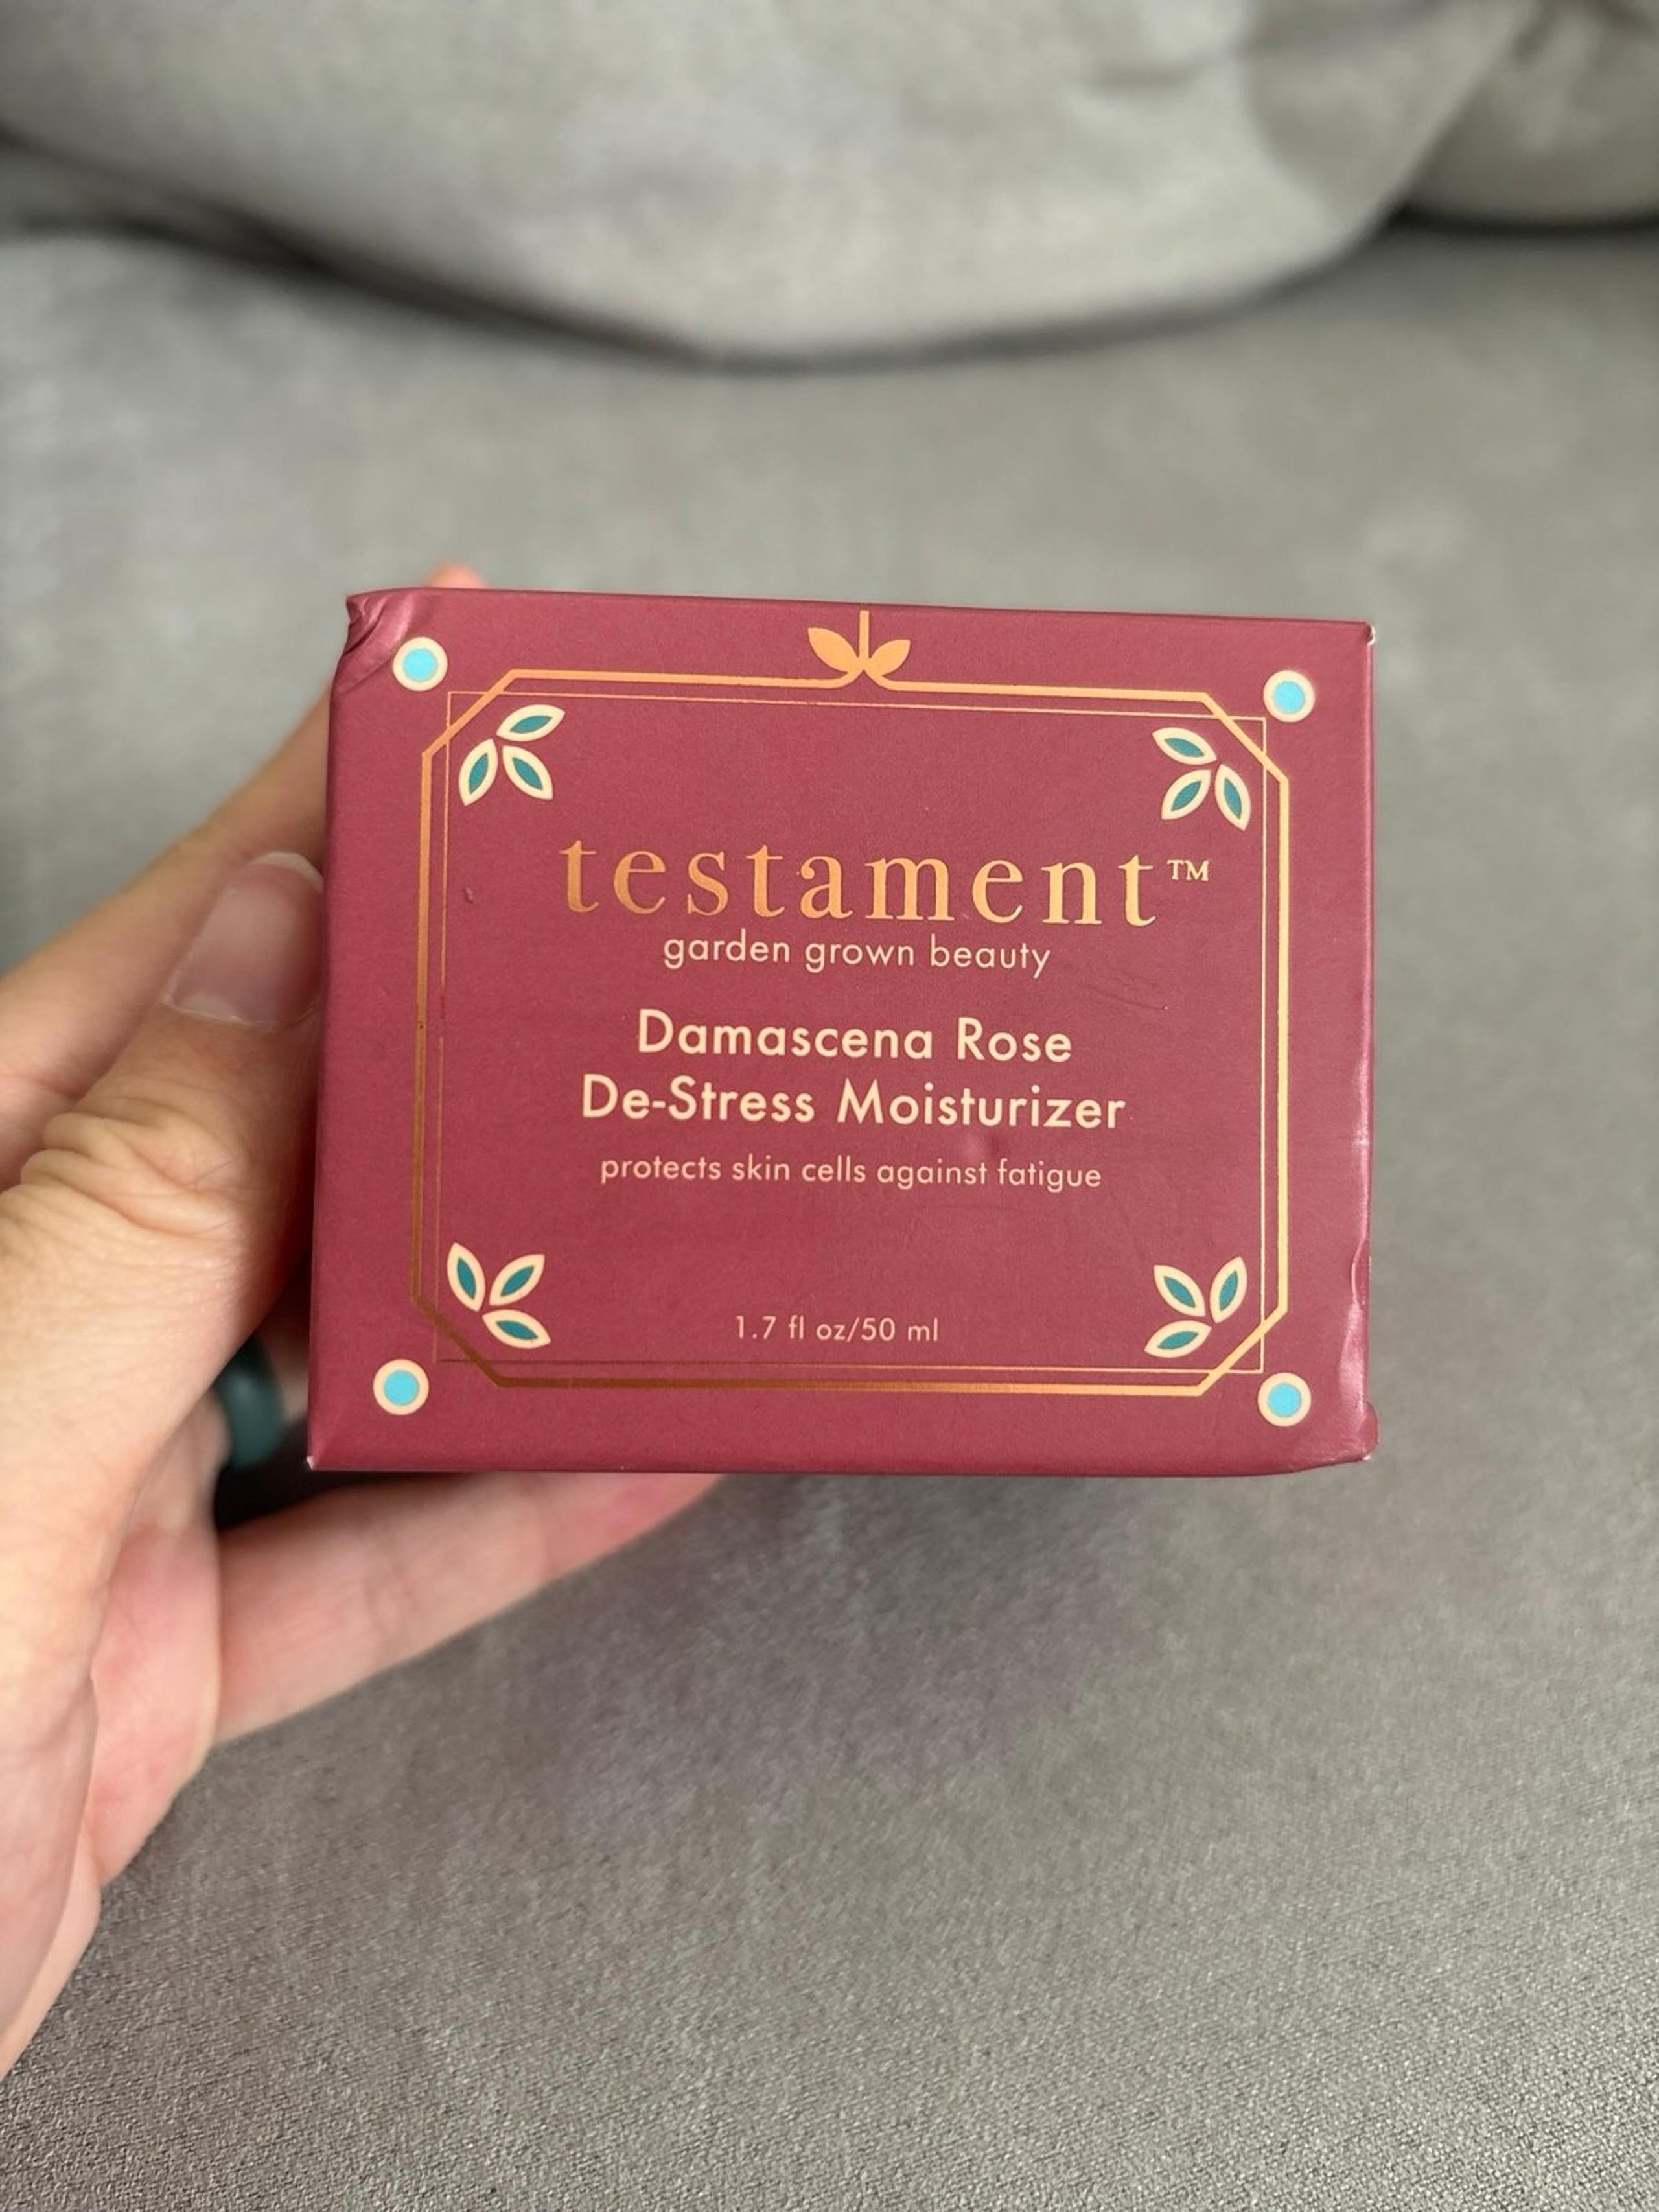 testament™
garden grown beauty
Damascena Rose
De-Stress Moisturizer
protects skin cells against fatigue
1.7 fl oz/50 ml